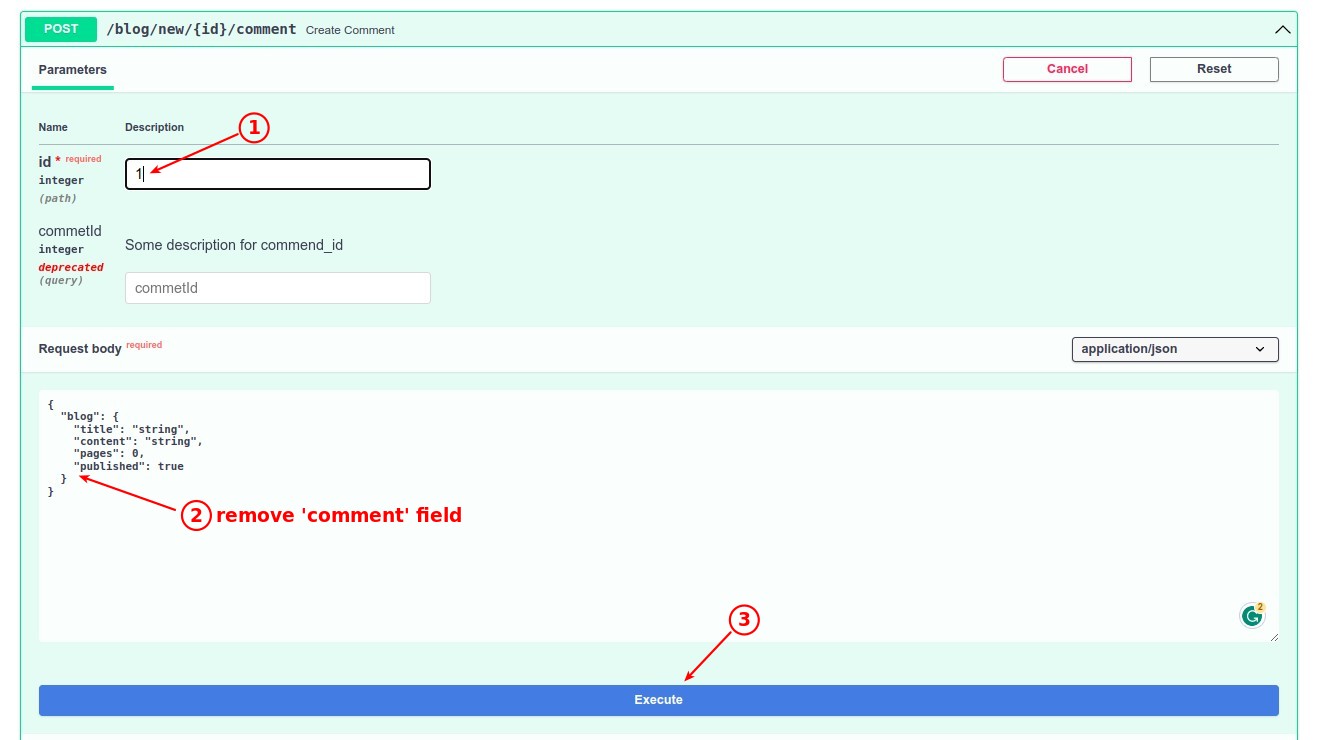 POST /blog/new/{id}/comment Create Comment
Parameters Cancel Reset
Name Description
1
id * required
integer
(path)
1
commetId
integer
deprecated
(query)
Some description for commend_id
commetId
Request body required application/json
{
  "blog": {
    "title": "string",
    "content": "string",
    "pages": 0,
    "published": true
  }
}
2 remove 'comment' field
2
3
Execute